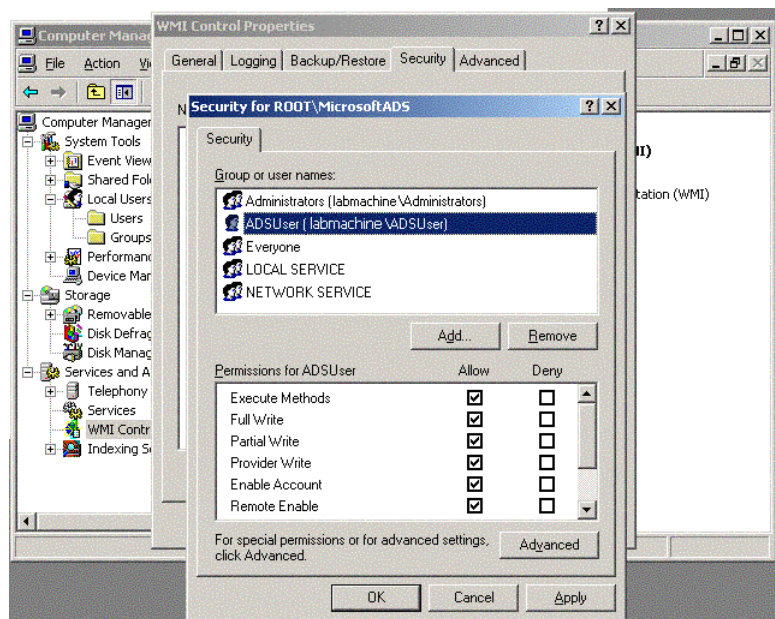 WMI Control Properties
Computer Manag
File Action Vi
General Logging Backup/Restore Security Advanced
Security for ROOT\MicrosoftADS
Security
Group or user names:
Administrators (labmachine\Administrators)
ADSUser (labmachine\ADSUser)
Everyone
LOCAL SERVICE
NETWORK SERVICE
Add... Remove
Permissions for ADSUser Allow Deny
Execute Methods
Full Write
Partial Write
Provider Write
Enable Account
Remote Enable
For special permissions or for advanced settings,
click Advanced.
Advanced
OK Cancel Apply
Computer Manager
System Tools
Event View
Shared Fol
Local Users
Users
Groups
Performanc
Device Mar
Storage
Removable
Disk Defrag
Disk Manag
Services and A
Telephony
Services
WMI Contr
Indexing Se
N
II)
tation (WMI)